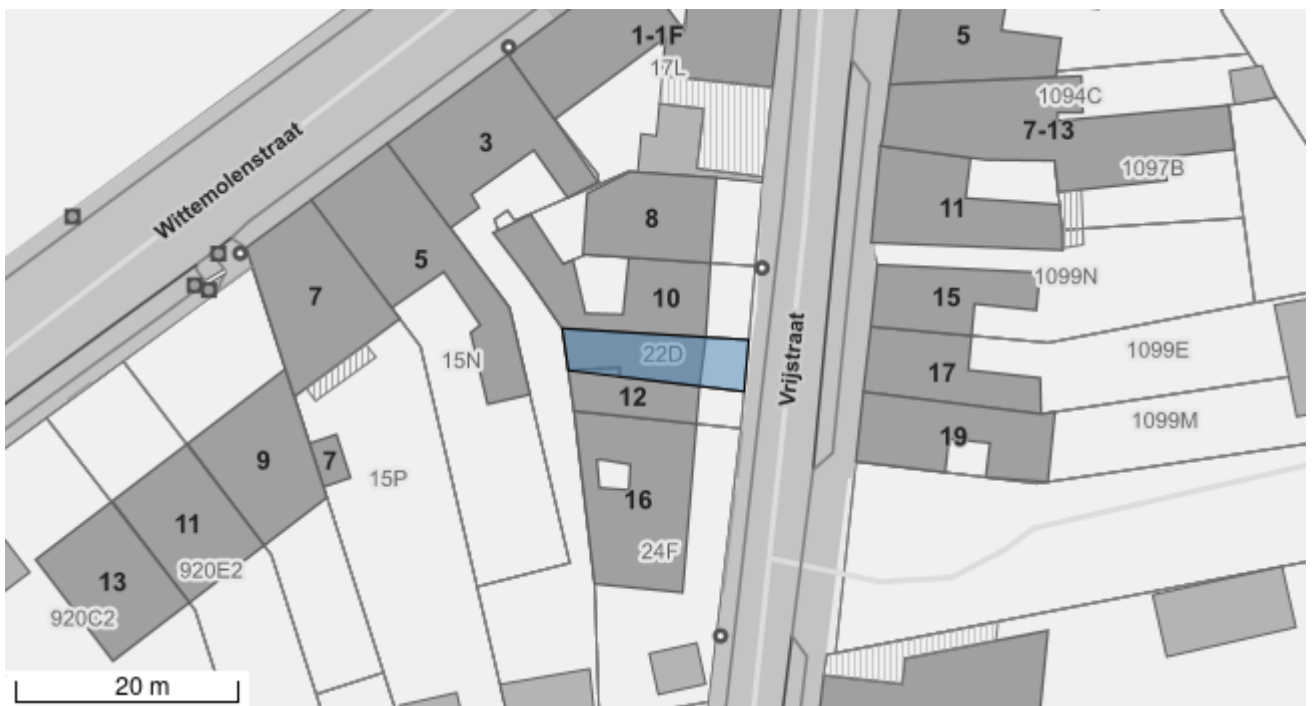 1-1F
17L
5
1094C
7-13
1097B
3
11
8
Wittemolenstraat
5
7
10
15
1099N
22D
15N
Vrijstraat
17
1099E
12
19
1099M
9
7
15P
16
11
24F
920E2
13
920C2
20 m